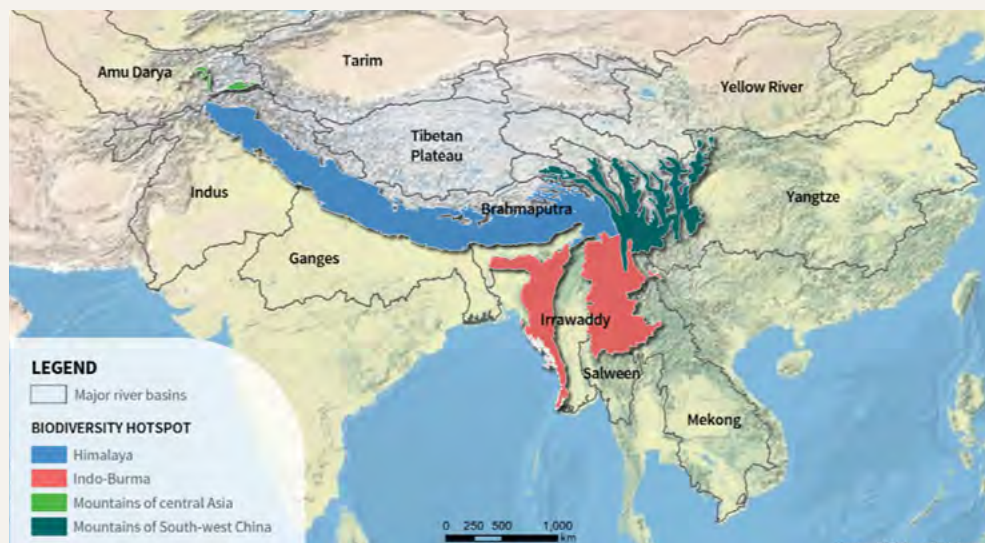 Amu Darya
Tarim
Yellow River
Tibetan
Plateau
Indus
Brahmaputra
Yangtze
Ganges
Irrawaddy
Salween
Mekong
LEGEND
Major river basins
BIODIVERSITY HOTSPOT
Himalaya
Indo-Burma
Mountains of central Asia
Mountains of South-west China
0 250 500 1,000
km